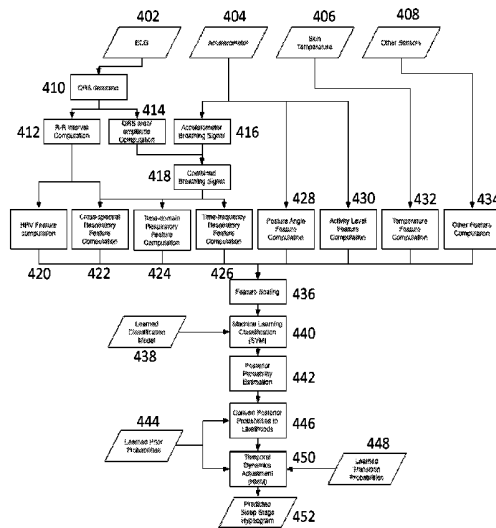 402
404
406
408
ECG
Accelerometer
Skin
Temperature
Other Sensors
410
QRS detection
414
412
R-R Interval
Computation
QRS area/
amplitude
Computation
Accelerometer
Breathing Signal
416
418
Combined
Breathing Signal
428
430
432
434
HRV Feature
computation
Cross-spectral
Respiratory
Feature
Computation
Time-domain
Respiratory
Feature
Computation
Time-frequency
Respiratory
Feature
Computation
Posture Angle
Feature
Computation
Activity Level
Feature
Computation
Temperature
Feature
Computation
Other Feature
Computation
420
422
424
426
Feature Scaling
436
Learned
Classification
Model
438
Machine Learning
Classification
(SVM)
440
Posterior
Probability
Estimation
442
444
Convert Posterior
Probabilities to
Likelihoods
446
Learned Prior
Probabilities
448
450
Temporal
Dynamics
Adjustment
Learned
Transition
Probabilities
Predicted
Sleep Stage
Hypnogram
452